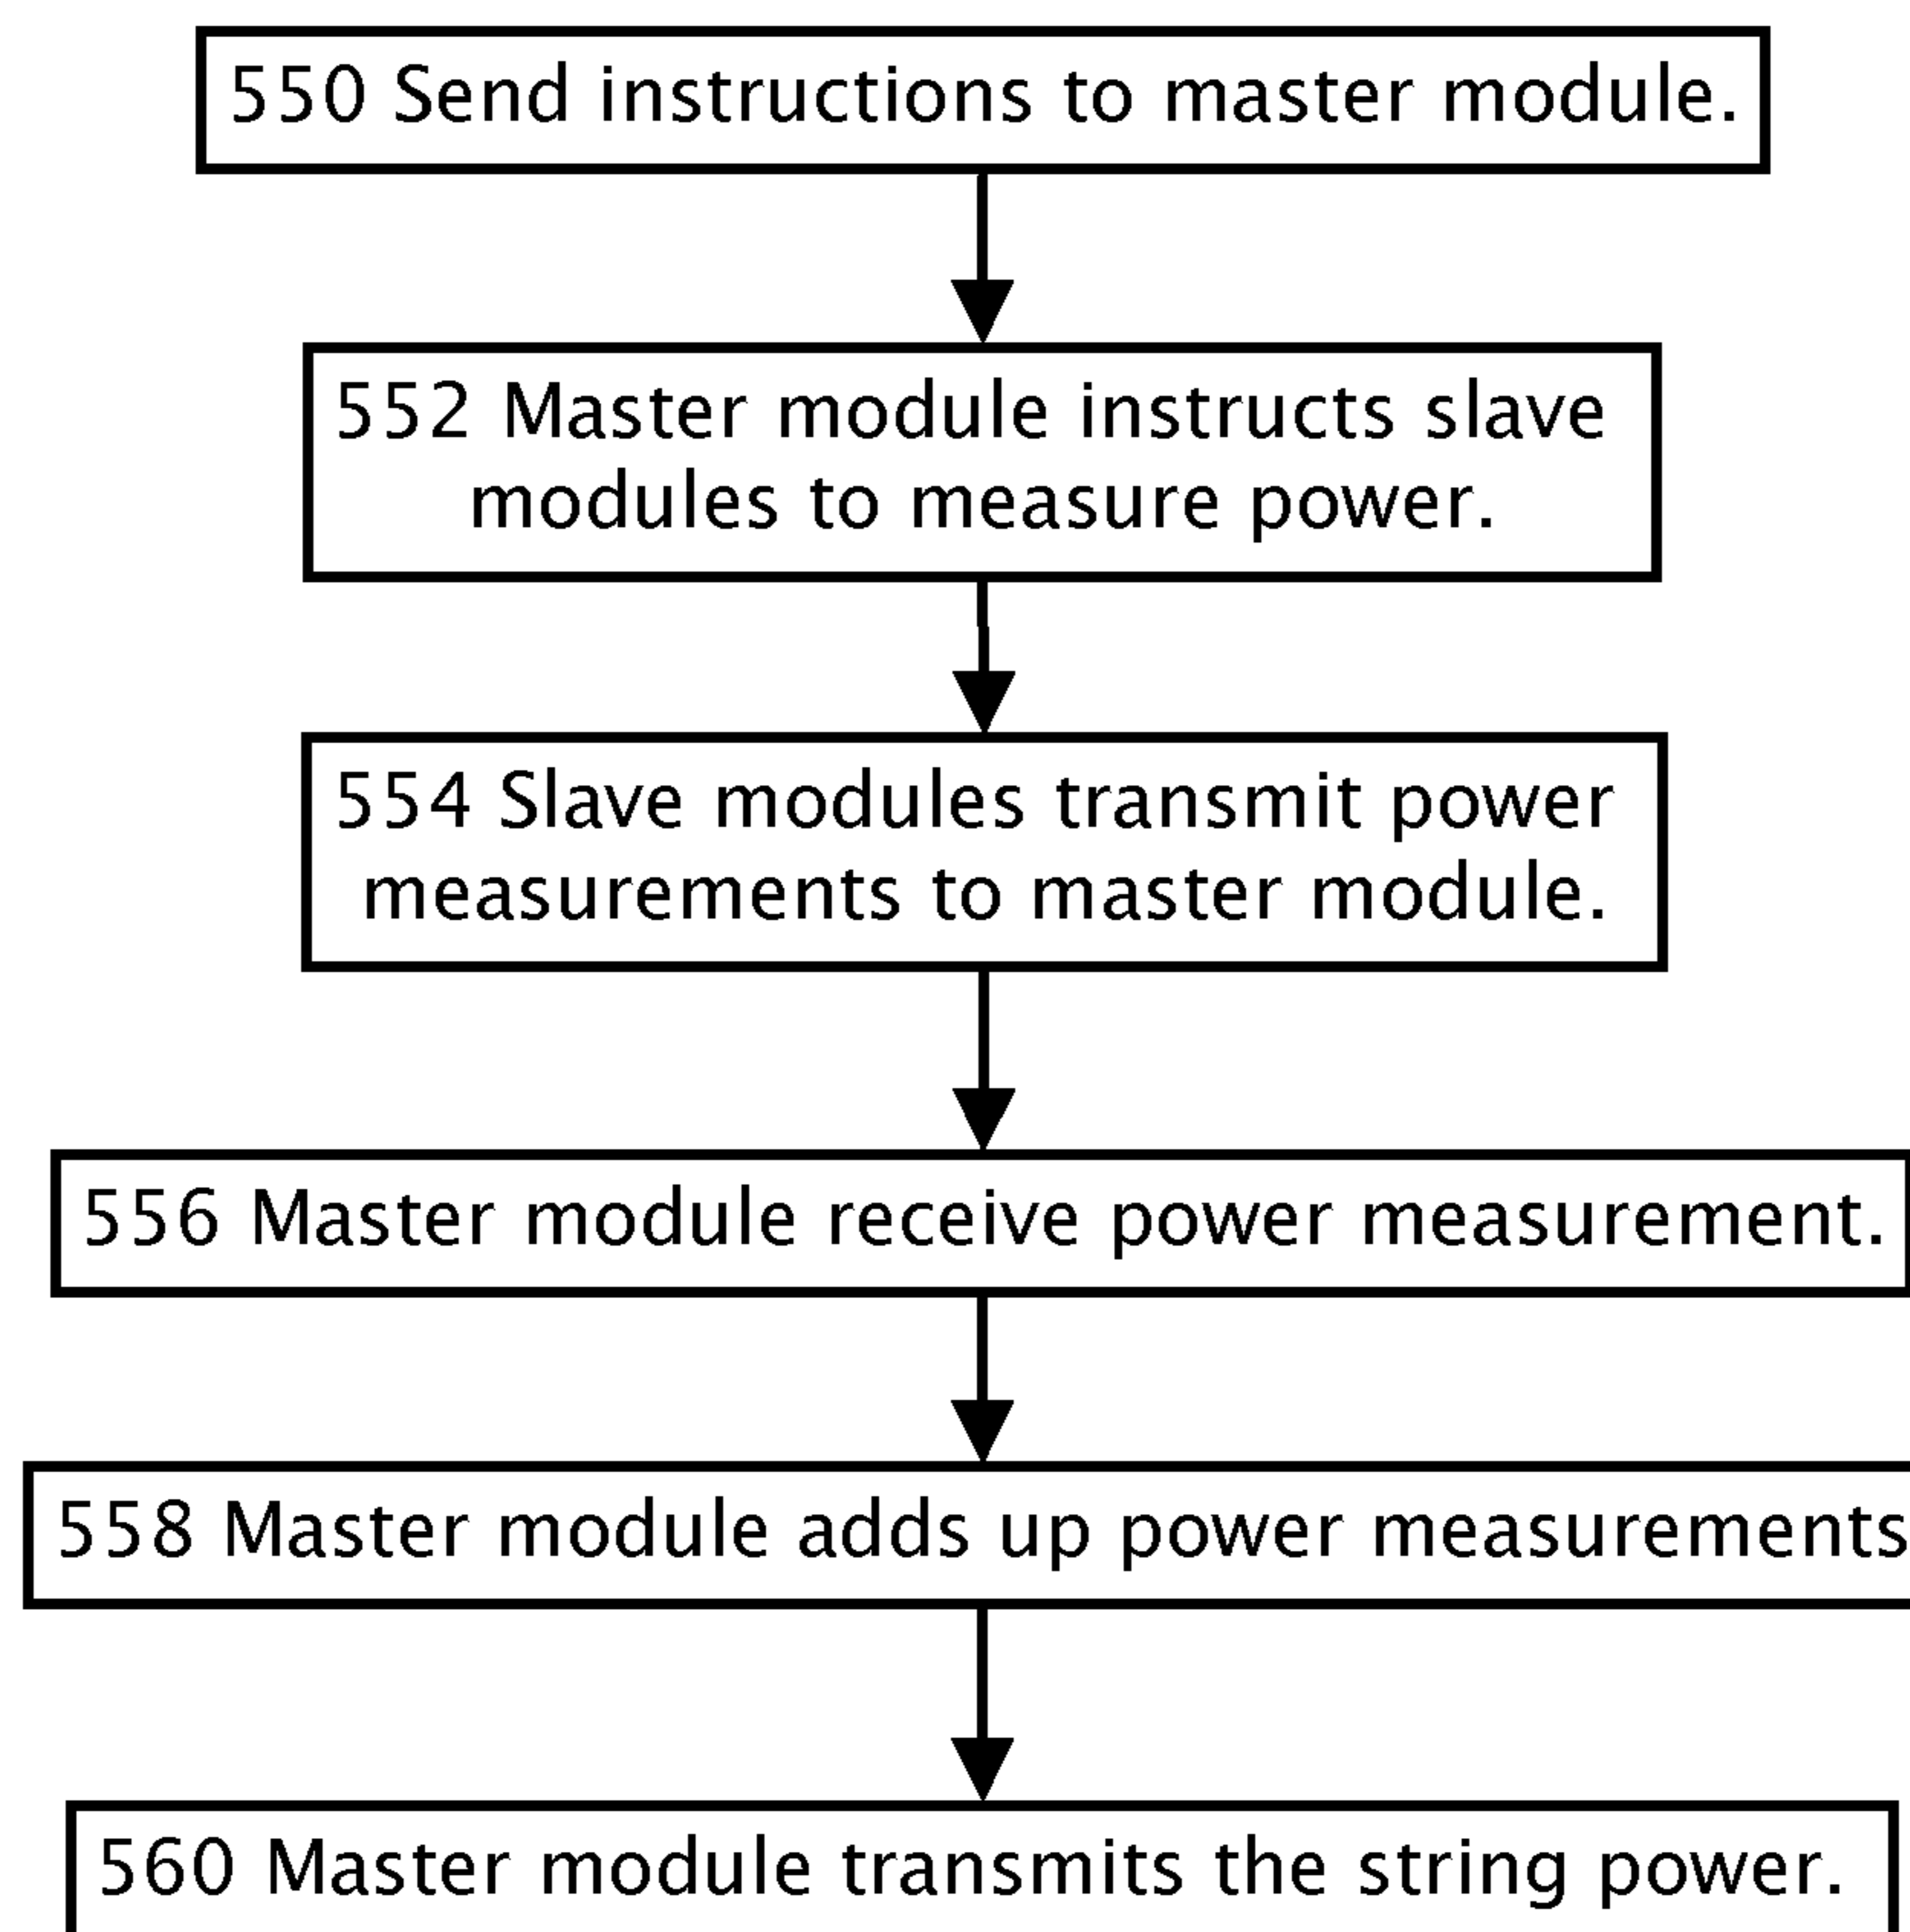 550 Send instructions to master module.
552 Master module instructs slave
modules to measure power.
554 Slave modules transmit power
measurements to master module.
556 Master module receive power measurement.
558 Master module adds up power measurements
560 Master module transmits the string power.